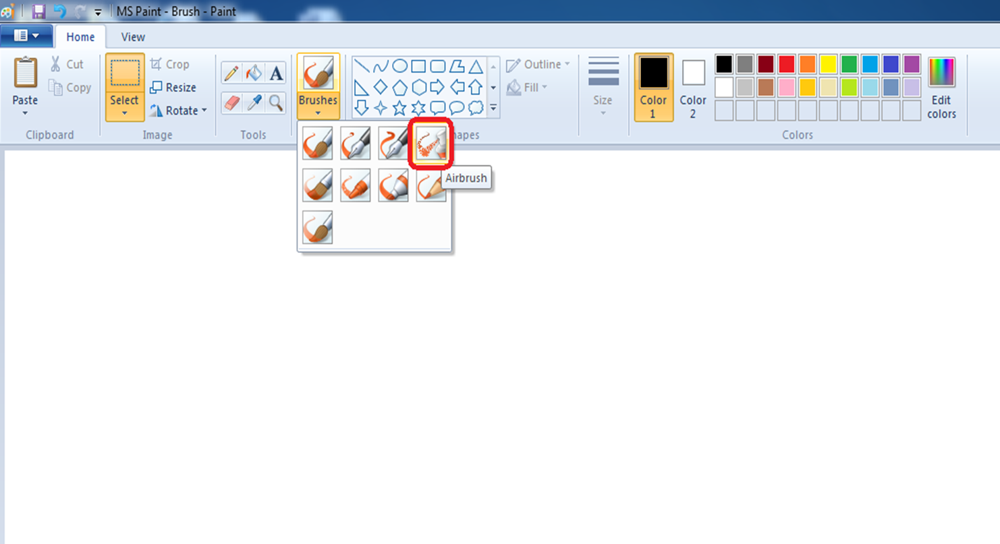 MS Paint - Brush - Paint
Home View
Paste
Cut
Copy
Clipboard
Select
Crop
Resize
Rotate
Image
A
Tools
Brushes
Airbrush
Outline
Fill
apes
Size
Color
1
Color
2
Edit
colors
Colors